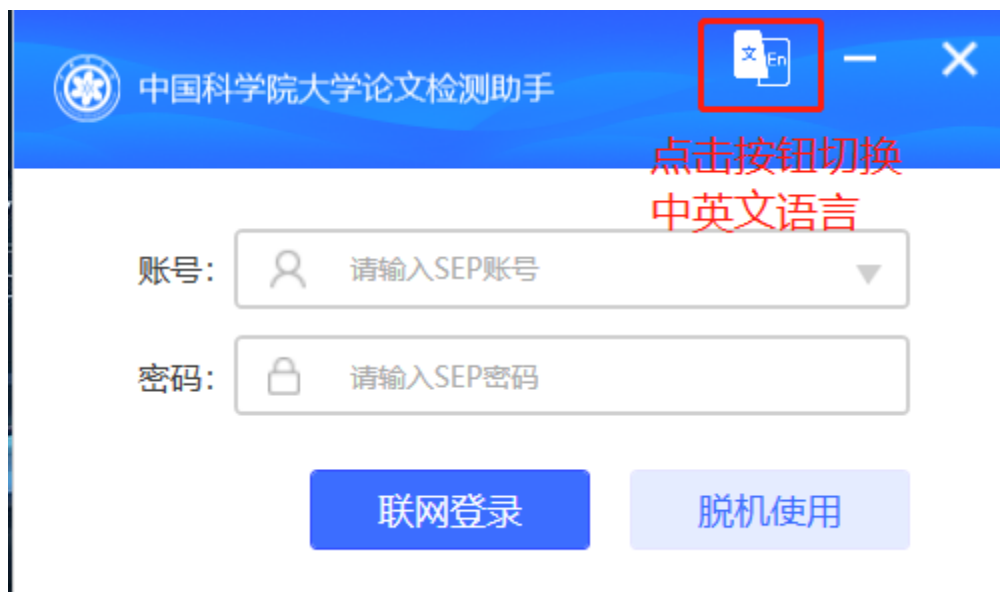 中国科学院大学论文检测助手
文 En
点击按钮切换
中英文语言
账号: 请输入SEP账号
密码: 请输入SEP密码
联网登录 脱机使用